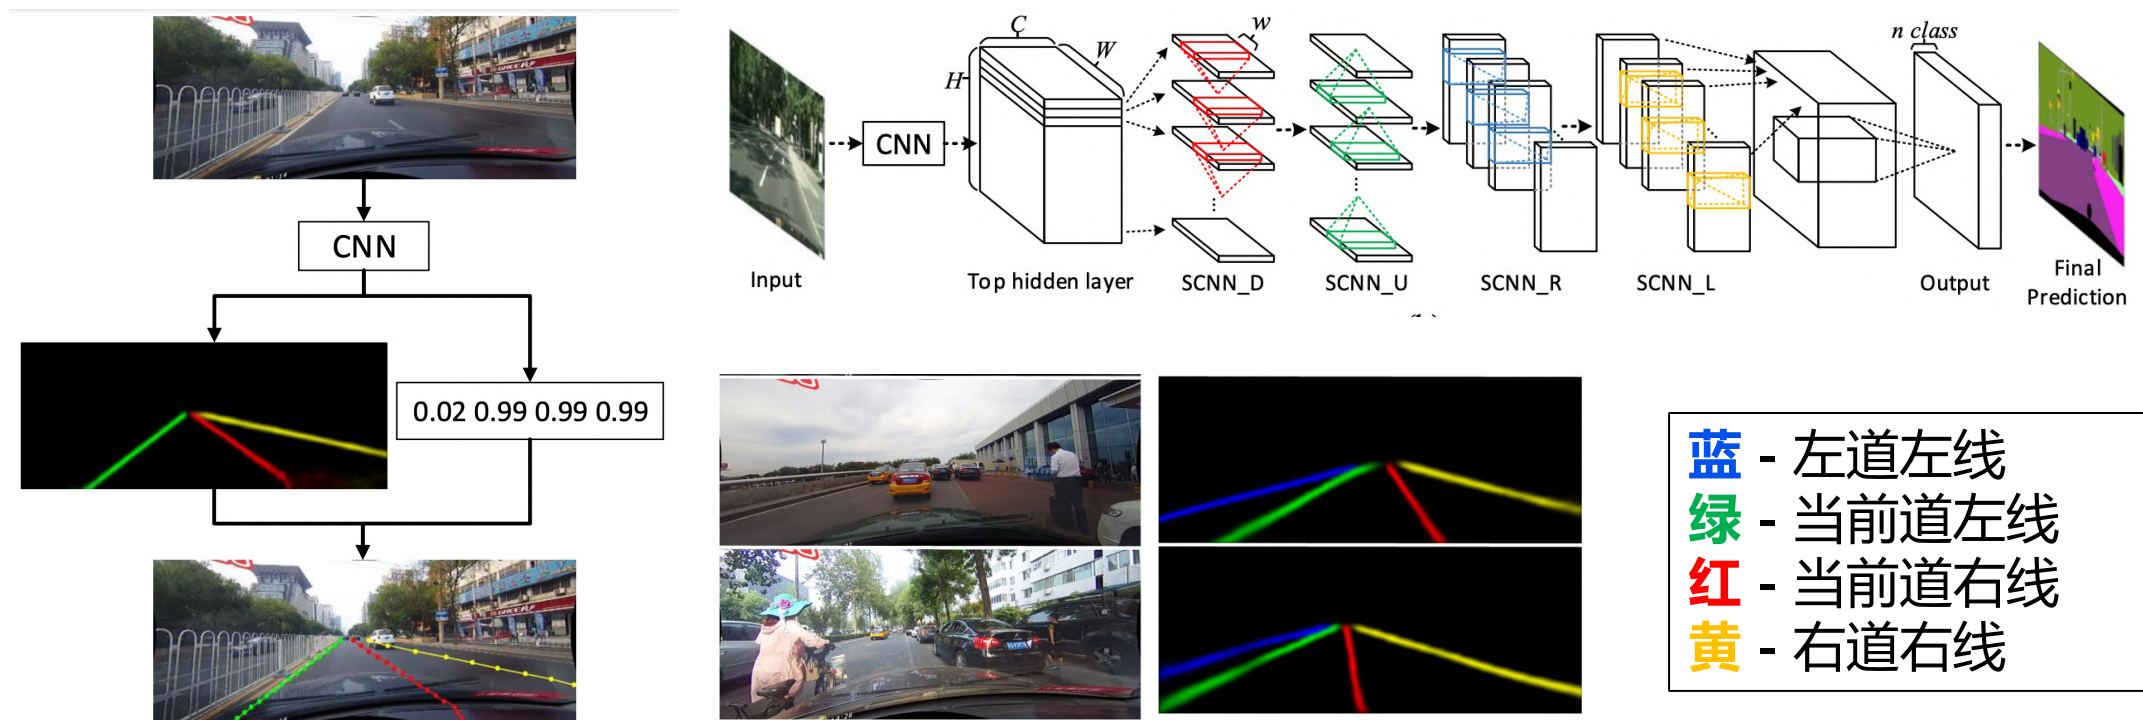 CNN
0.02 0.99 0.99 0.99
C
W
H
w
n class
CNN
Input
Top hidden layer
SCNN_D
SCNN_U
SCNN_R
SCNN_L
Output
Final
Prediction
蓝 - 左道左线
绿 - 当前道左线
红 - 当前道右线
黄 - 右道右线